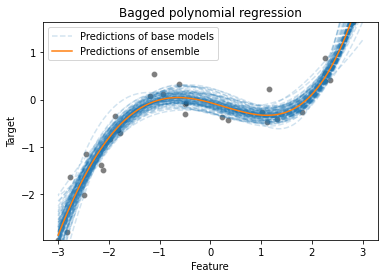 Bagged polynomial regression
Predictions of base models
Predictions of ensemble
1
0
−1
−2
Target
−3
−2
−1
0
1
2
3
Feature